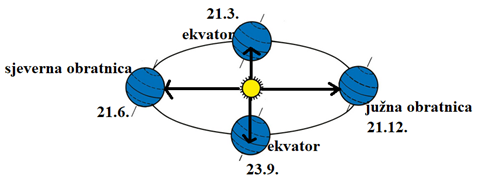 21.3.
ekvator
sjeverna obratnica
21.6.
južna obratnica
21.12.
ekvator
23.9.